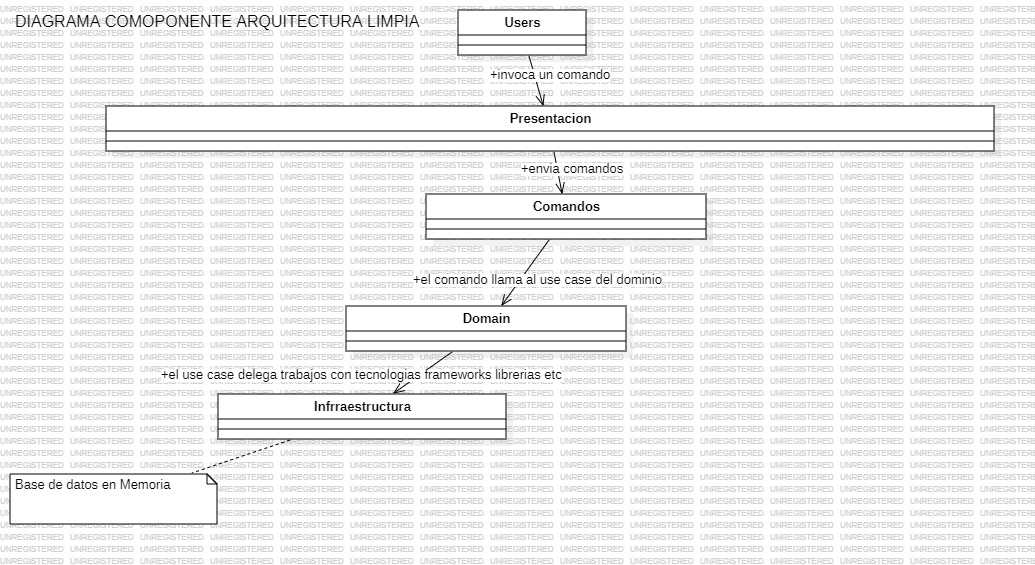 DIAGRAMA COMOPONENTE ARQUITECTURA LIMPIA
Users
+invoca un comando
Presentacion
+envia comandos
Comandos
+el comando llama al use case del dominio
Domain
+el use case delega trabajos con tecnologias frameworks librerias etc
Infrraestructura
Base de datos en Memoria
UNREGISTERED